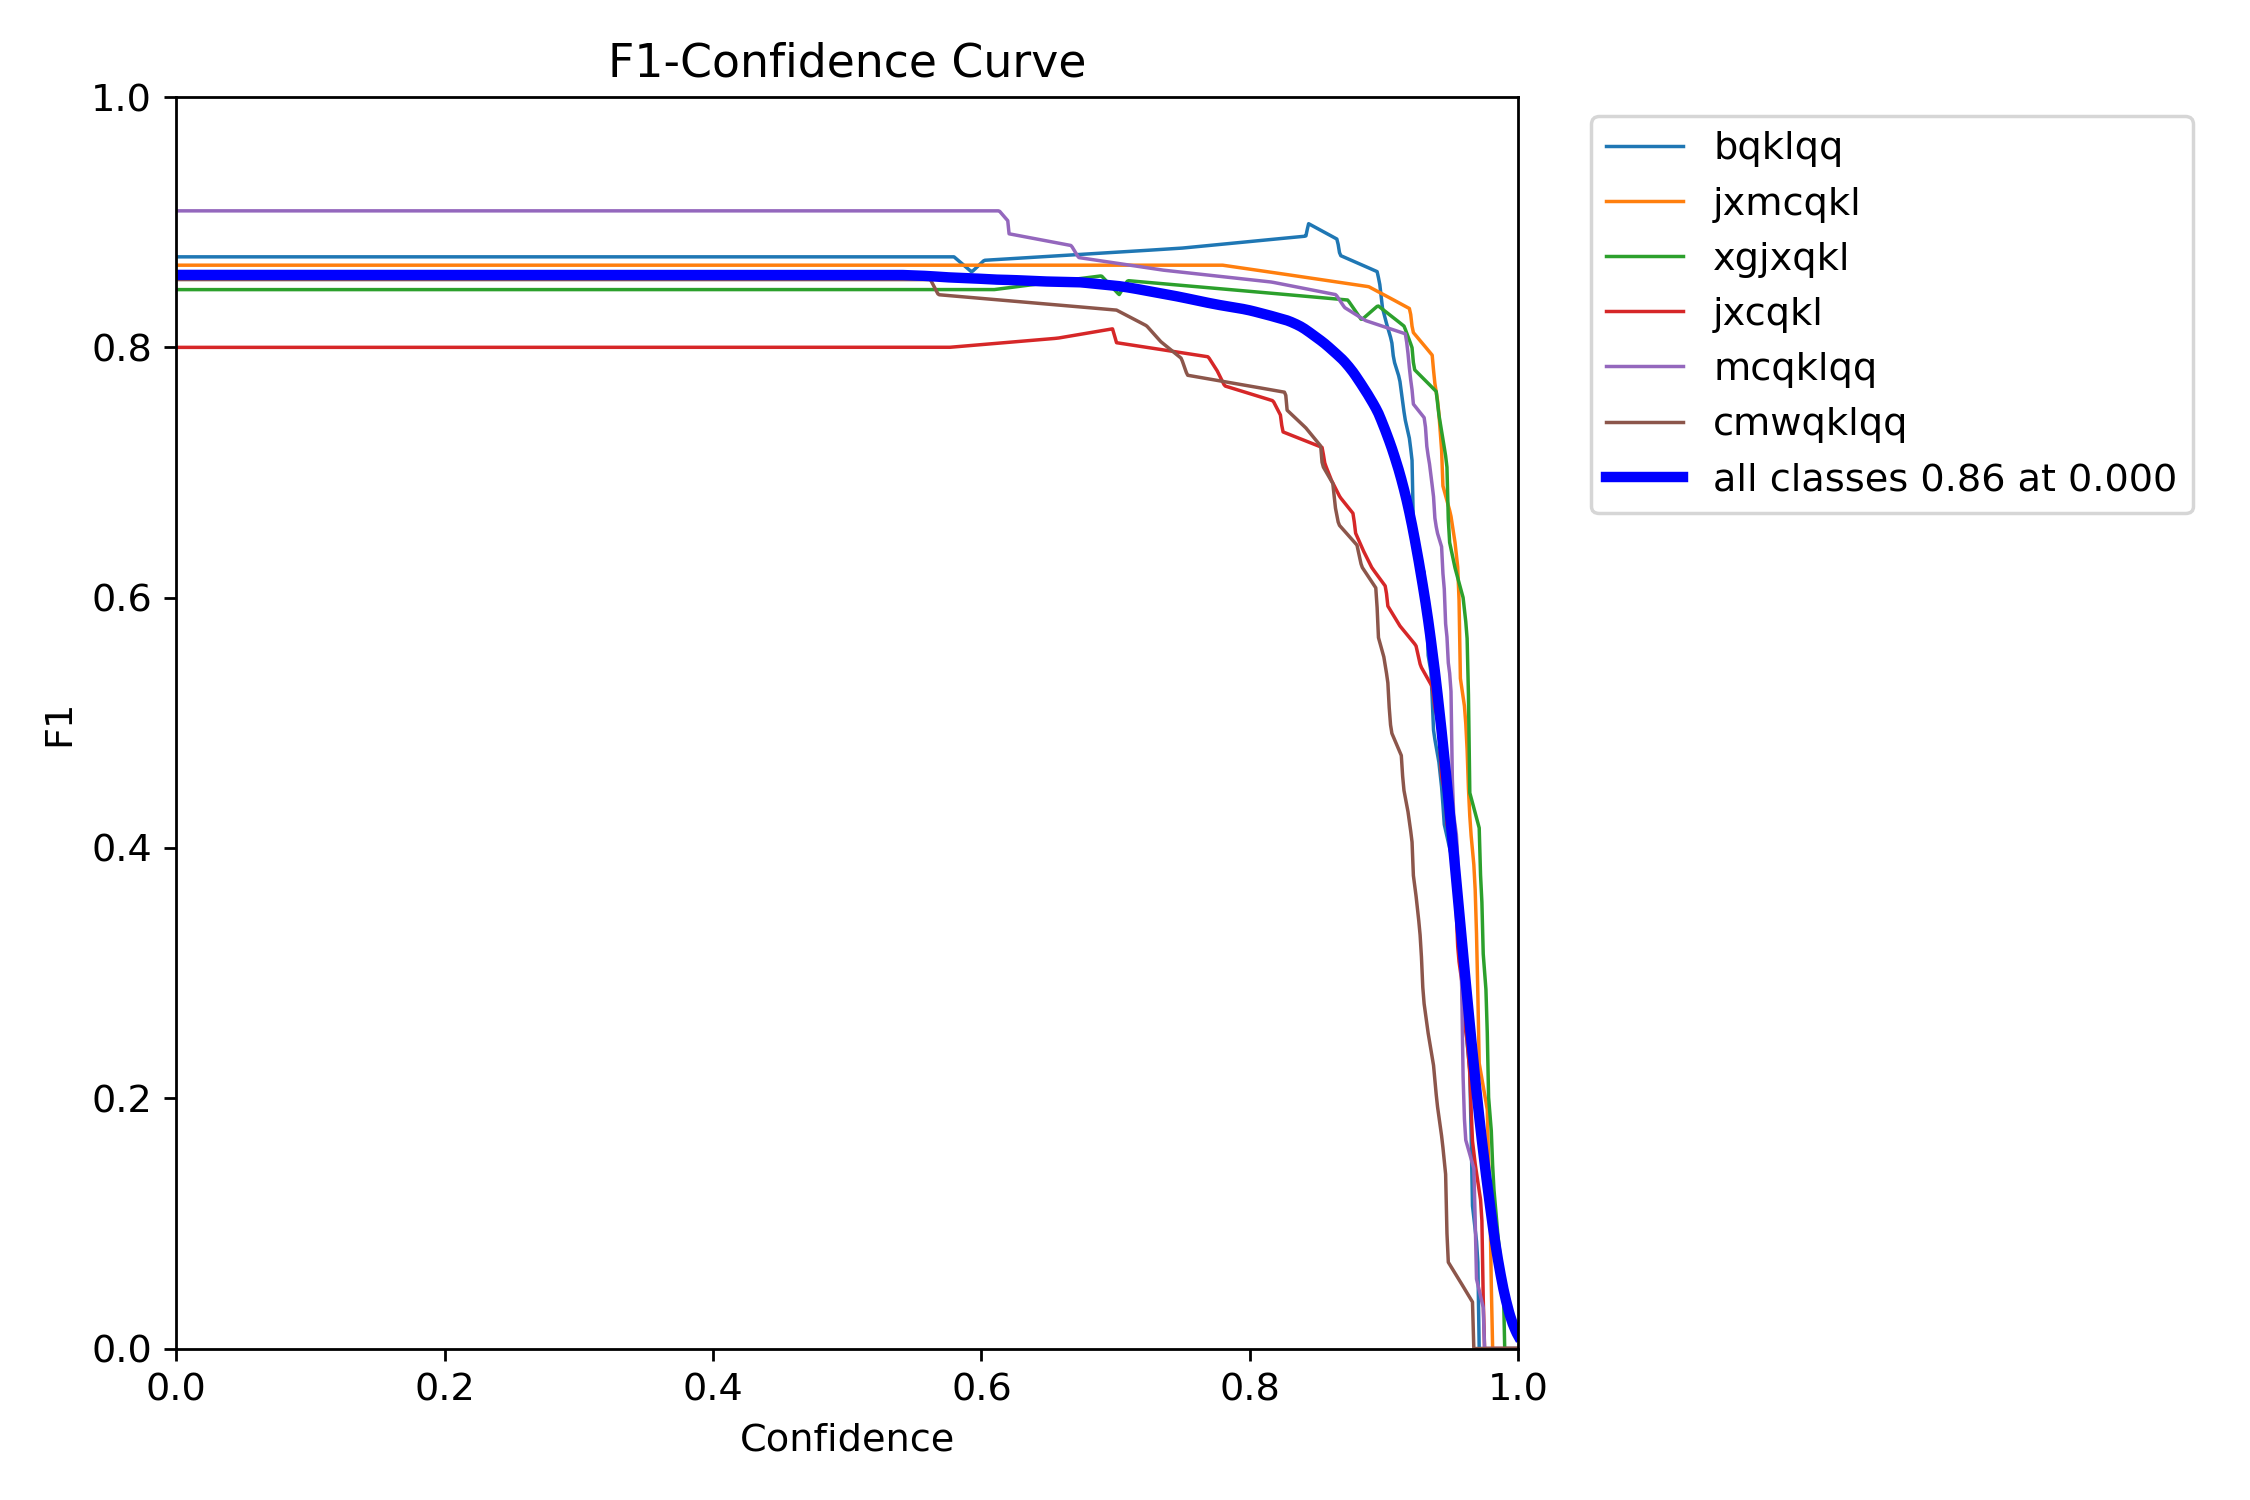 F1-Confidence Curve
1.0
0.8
0.6
0.4
0.2
0.0
F1
0.0 0.2 0.4 0.6 0.8 1.0
Confidence
bqklqq
jxmcqkl
xgjxqkl
jxcqkl
mcqklqq
cmwqklqq
all classes 0.86 at 0.000